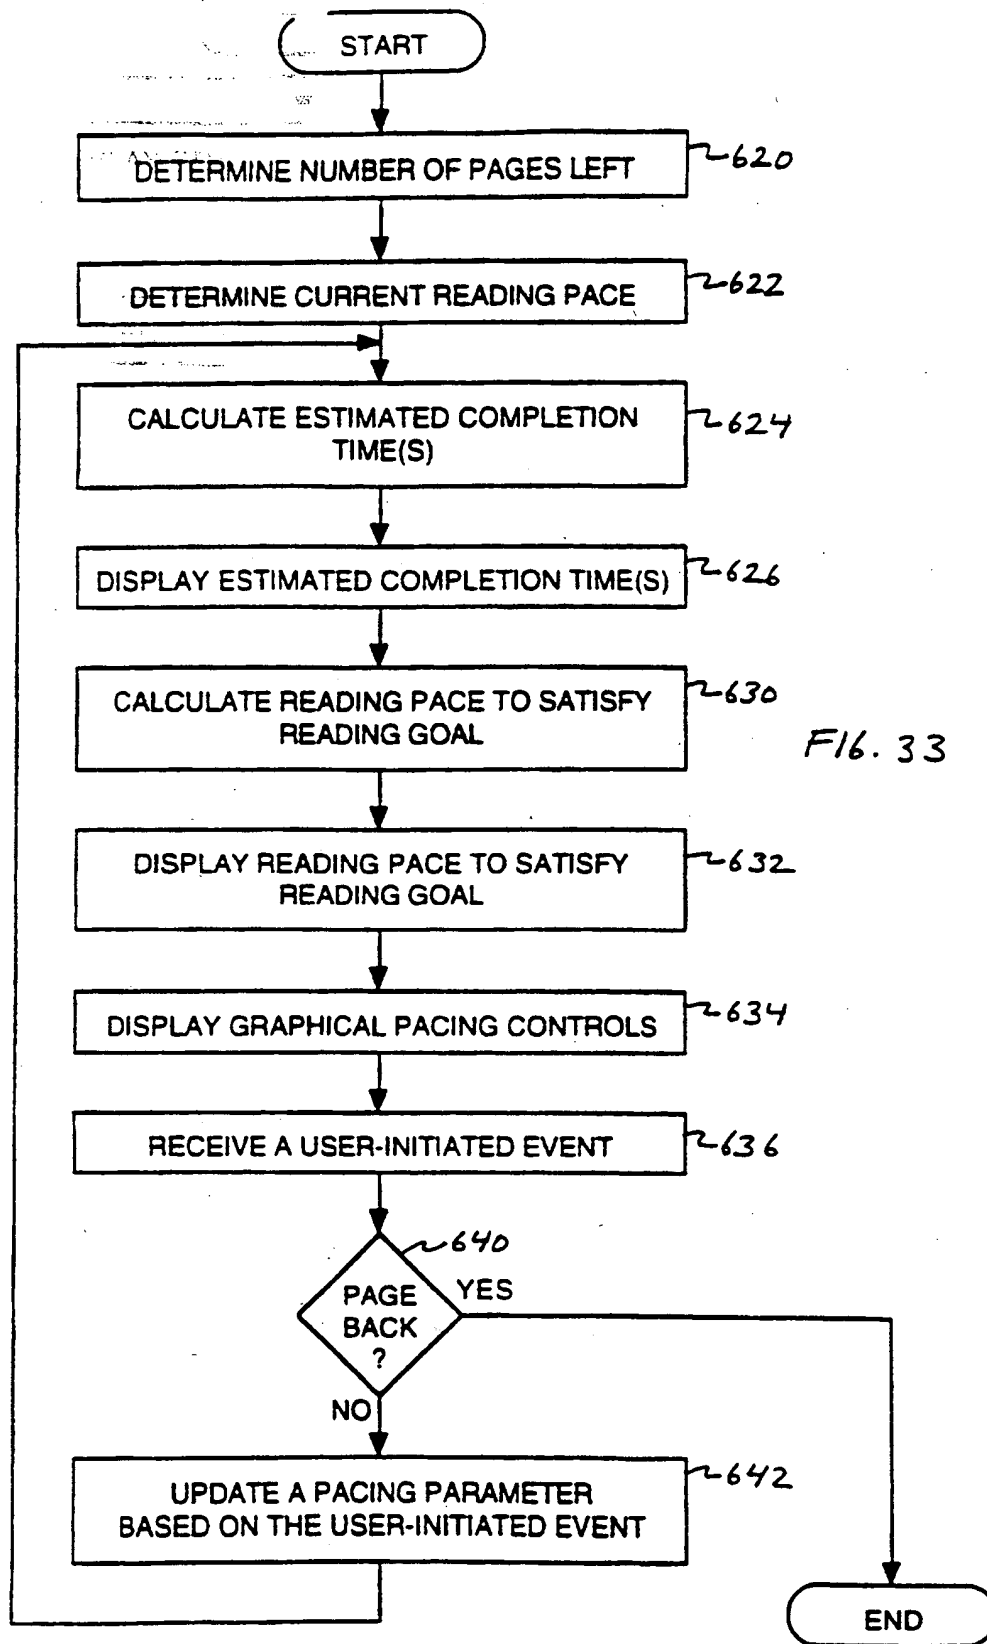 START
DETERMINE NUMBER OF PAGES LEFT
620
DETERMINE CURRENT READING PACE
622
CALCULATE ESTIMATED COMPLETION
TIME(S)
624
DISPLAY ESTIMATED COMPLETION TIME(S)
626
CALCULATE READING PACE TO SATISFY
READING GOAL
630
FIG. 33
DISPLAY READING PACE TO SATISFY
READING GOAL
632
DISPLAY GRAPHICAL PACING CONTROLS
634
RECEIVE A USER-INITIATED EVENT
636
640
PAGE
BACK
?
YES
NO
UPDATE A PACING PARAMETER
BASED ON THE USER-INITIATED EVENT
642
END